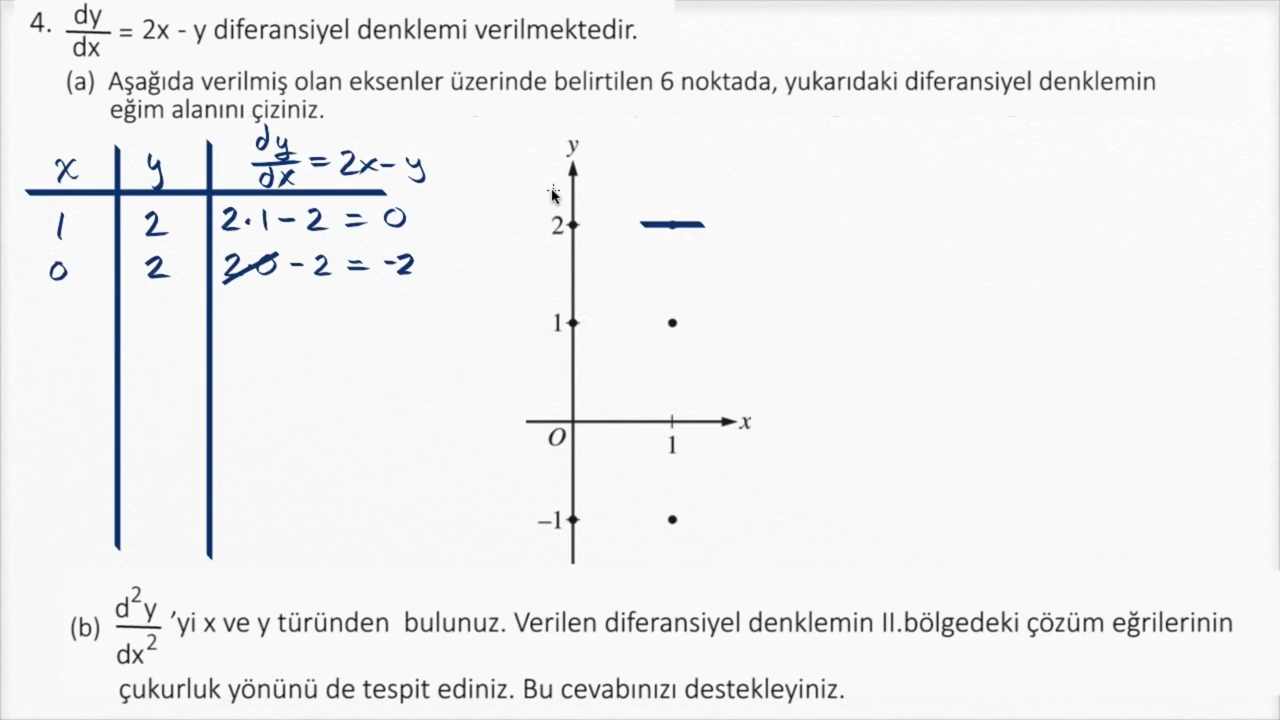 4. dy/dx = 2x - y diferansiyel denklemi verilmektedir.
(a) Aşağıda verilmiş olan eksenler üzerinde belirtilen 6 noktada, yukarıdaki diferansiyel denklemin
eğim alanını çiziniz.
x y dy/dx = 2x - y
1 2 2·1 - 2 = 0
0 2 2·0 - 2 = -2
y
2
1
O 1 x
–1
(b) d²y/dx² ’yi x ve y türünden bulunuz. Verilen diferansiyel denklemin II.bölgedeki çözüm eğrilerinin
çukurluk yönünü de tespit ediniz. Bu cevabınızı destekleyiniz.